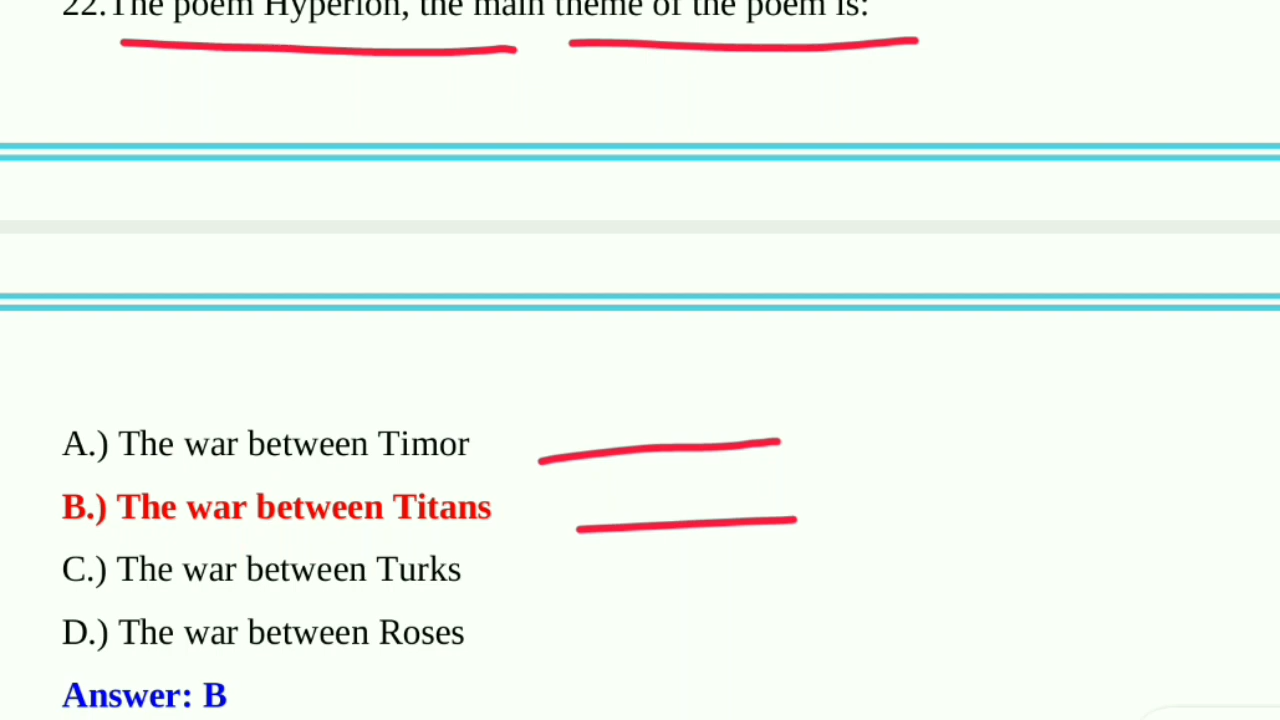 22.The poem Hyperion, the main theme of the poem is:
A.) The war between Timor
B.) The war between Titans
C.) The war between Turks
D.) The war between Roses
Answer: B